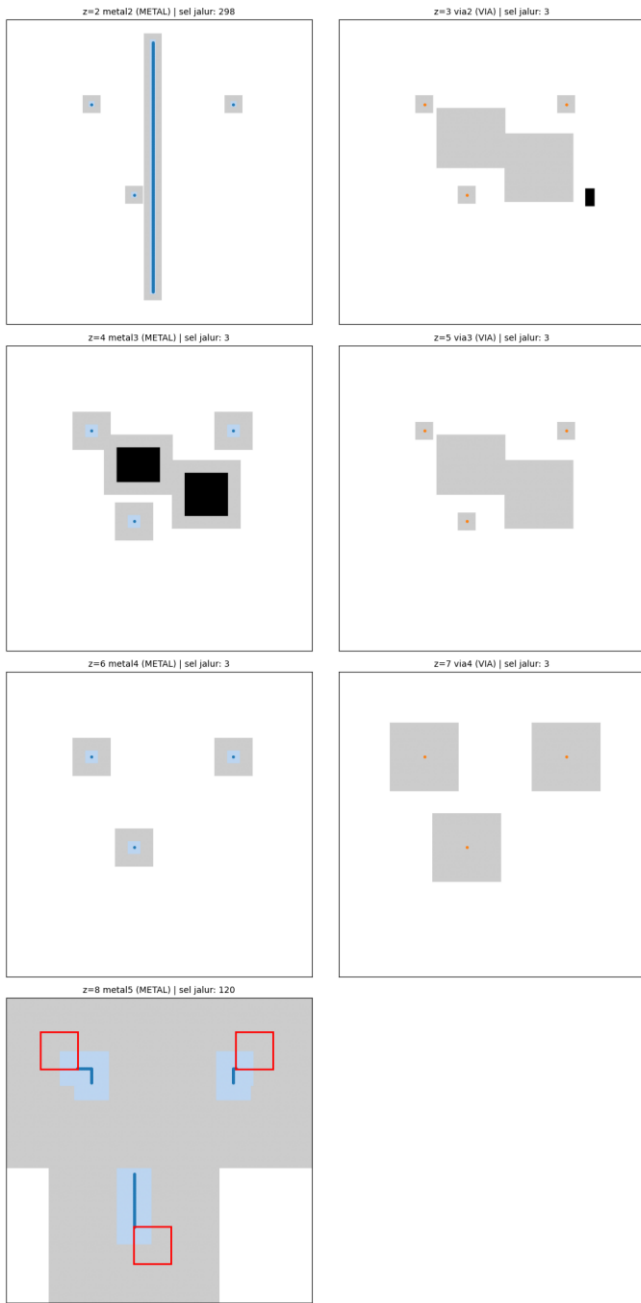 z=2 metal2 (METAL) | sel jalur: 298
z=3 via2 (VIA) | sel jalur: 3
z=4 metal3 (METAL) | sel jalur: 3
z=5 via3 (VIA) | sel jalur: 3
z=6 metal4 (METAL) | sel jalur: 3
z=7 via4 (VIA) | sel jalur: 3
z=8 metal5 (METAL) | sel jalur: 120